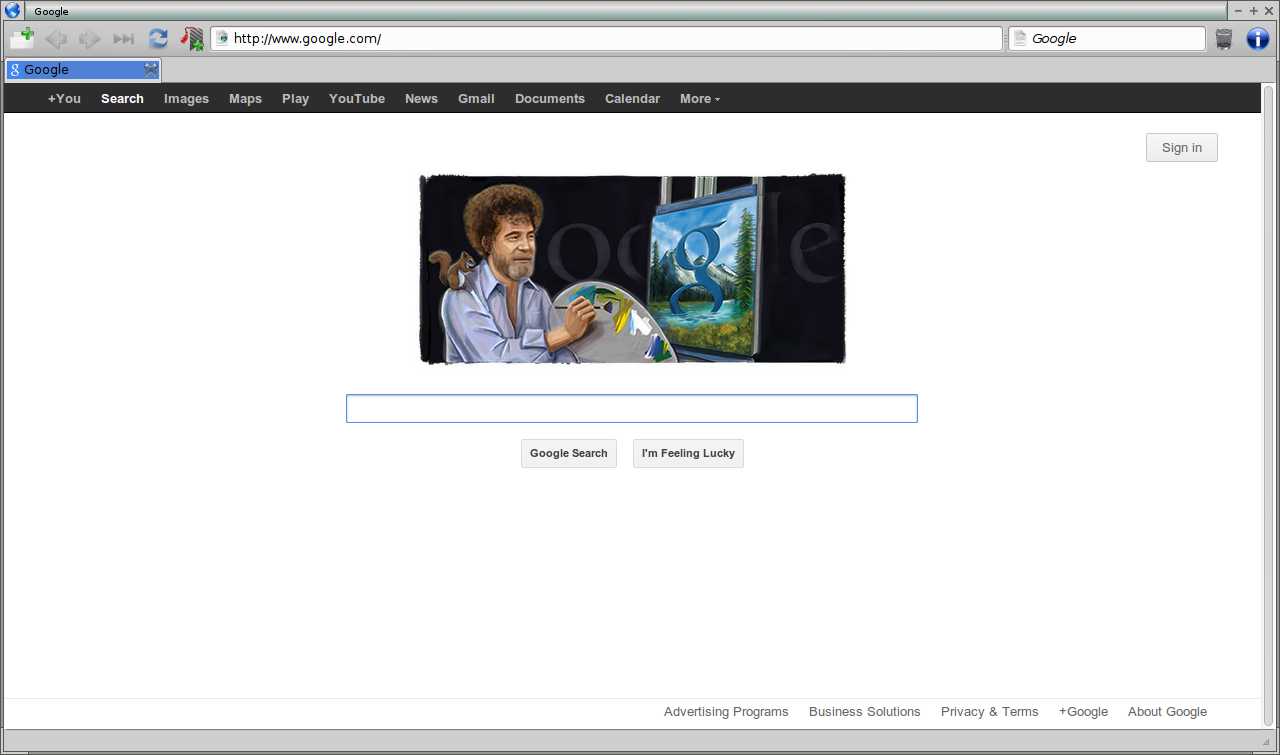 Google
http://www.google.com/
Google
Google
+You Search Images Maps Play YouTube News Gmail Documents Calendar More
Sign in
Google
Google Search I'm Feeling Lucky
Advertising Programs Business Solutions Privacy & Terms +Google About Google